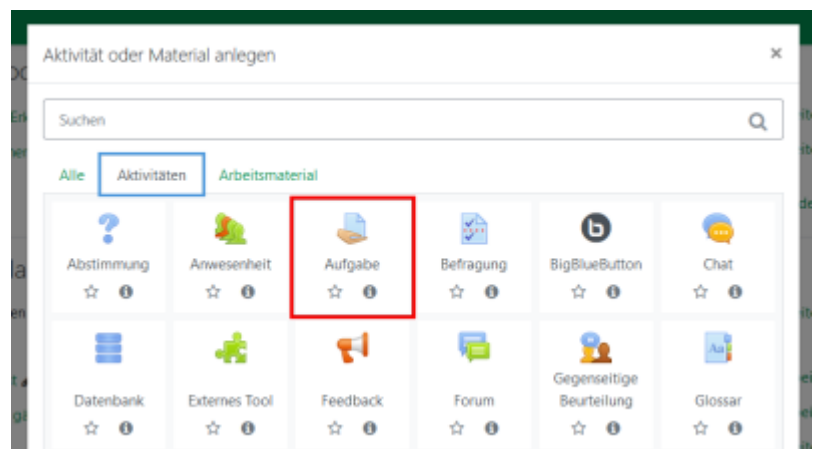 Aktivität oder Material anlegen ×
Suchen
Alle Aktivitäten Arbeitsmaterial
Abstimmung Anwesenheit Aufgabe Befragung BigBlueButton Chat
Datenbank Externes Tool Feedback Forum Gegenseitige Beurteilung Glossar